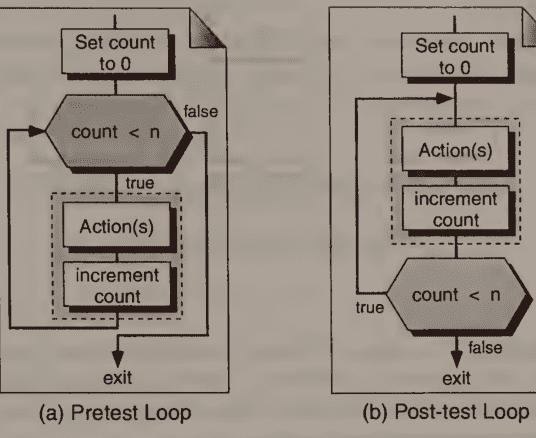 Set count
to 0
false
count < n
true
Action(s)
increment
count
exit
(a) Pretest Loop
Set count
to 0
Action(s)
increment
count
count < n
true
false
exit
(b) Post-test Loop